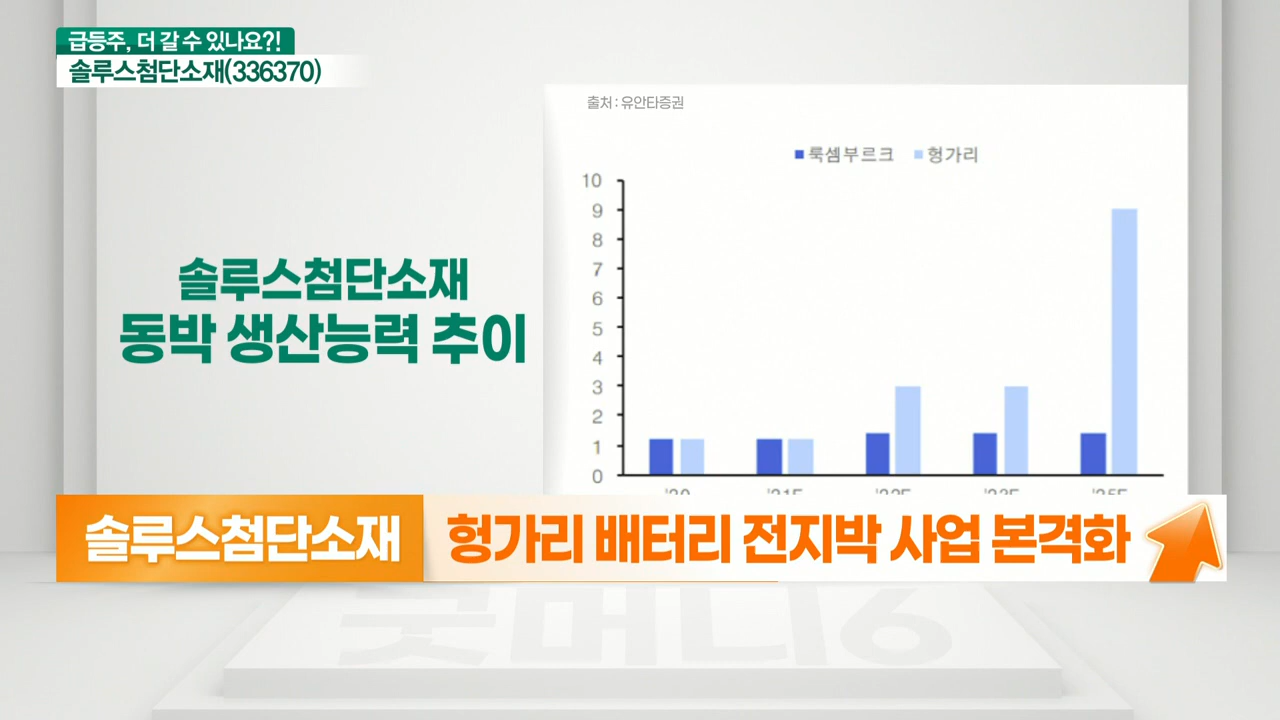 급등주, 더 갈 수 있나요?!
솔루스첨단소재(336370)
출처 : 유안타증권
룩셈부르크 헝가리
10
9
8
7
6
5
4
3
2
1
0
솔루스첨단소재
동박 생산능력 추이
솔루스첨단소재
헝가리 배터리 전지박 사업 본격화
굿머니6